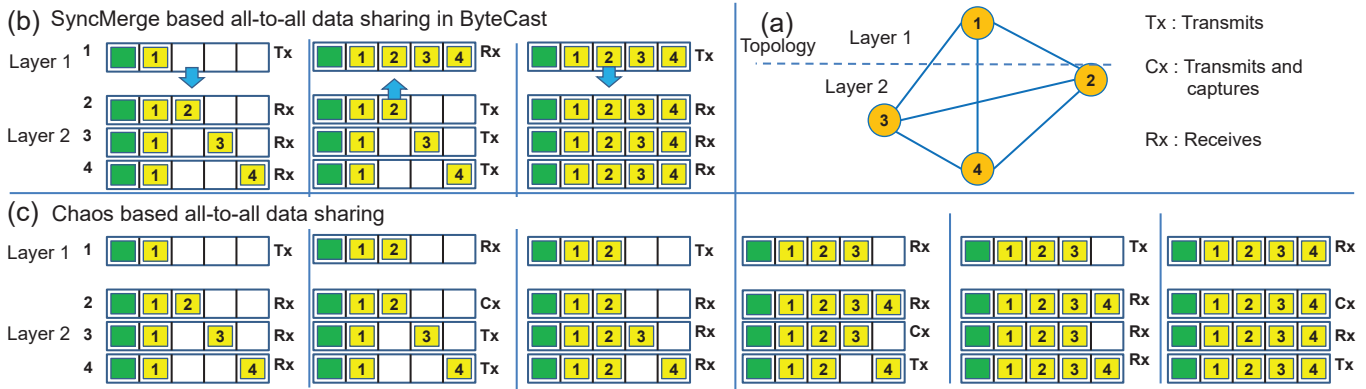 (b) SyncMerge based all-to-all data sharing in ByteCast
Layer 1 1 1 Tx
1 2 3 4 Rx
1 2 3 4 Tx
Layer 2
2 1 2 Rx
1 2 Tx
1 2 3 4 Rx
3 1 3 Rx
1 3 Tx
1 2 3 4 Rx
4 1 4 Rx
1 4 Tx
1 2 3 4 Rx
(a)
Topology
Layer 1
Layer 2
1
2
3
4
Tx : Transmits
Cx : Transmits and
captures
Rx : Receives
(c) Chaos based all-to-all data sharing
Layer 1 1 1 Tx
1 2 Rx
1 2 Tx
1 2 3 Rx
1 2 3 Tx
1 2 3 4 Rx
Layer 2
2 1 2 Rx
1 2 Cx
1 2 Rx
1 2 3 4 Rx
1 2 3 4 Rx
1 2 3 4 Cx
3 1 3 Rx
1 3 Tx
1 2 3 Rx
1 2 3 Cx
1 2 3 Rx
1 2 3 4 Rx
4 1 4 Rx
1 4 Tx
1 2 4 Rx
1 2 4 Tx
1 2 3 4 Rx
1 2 3 4 Tx